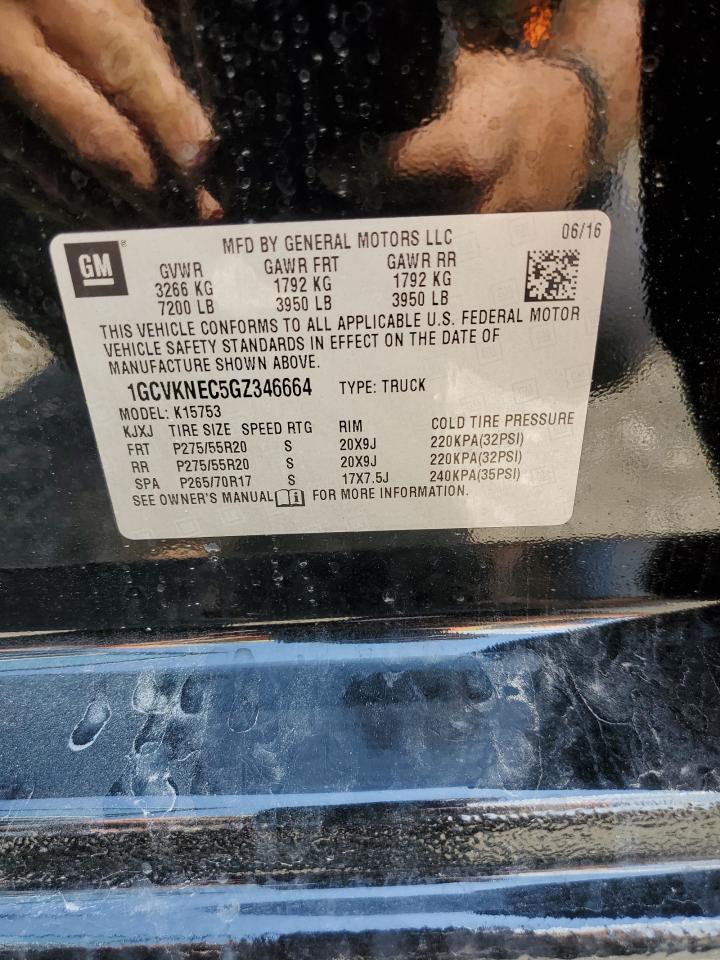 GM ®
MFD BY GENERAL MOTORS LLC 06/16
GVWR GAWR FRT GAWR RR
3266 KG 1792 KG 1792 KG
7200 LB 3950 LB 3950 LB
THIS VEHICLE CONFORMS TO ALL APPLICABLE U.S. FEDERAL MOTOR
VEHICLE SAFETY STANDARDS IN EFFECT ON THE DATE OF
MANUFACTURE SHOWN ABOVE.
1GCVKNEC5GZ346664 TYPE: TRUCK
MODEL: K15753
KJXJ TIRE SIZE SPEED RTG RIM COLD TIRE PRESSURE
FRT P275/55R20 S 20X9J 220KPA(32PSI)
RR P275/55R20 S 20X9J 220KPA(32PSI)
SPA P265/70R17 S 17X7.5J 240KPA(35PSI)
SEE OWNER'S MANUAL FOR MORE INFORMATION.